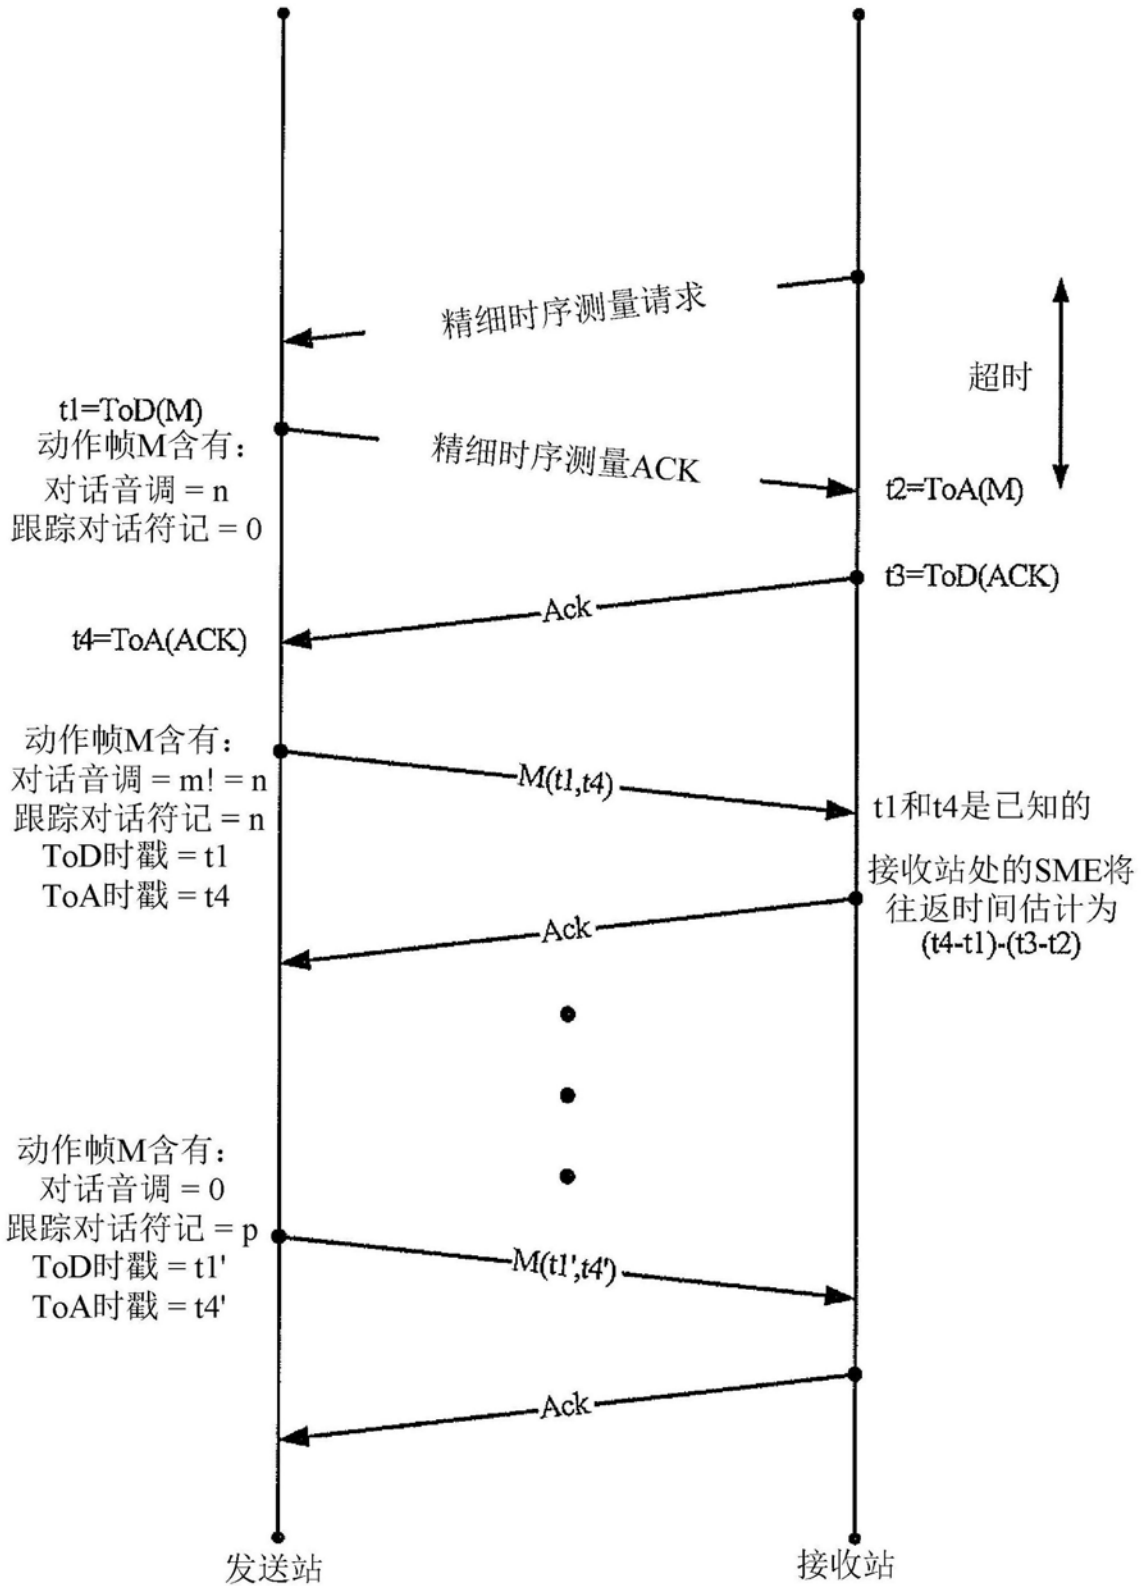 精细时序测量请求
超时
t1=ToD(M)
动作帧M含有：
对话音调 = n
跟踪对话符记 = 0
精细时序测量ACK
t2=ToA(M)
t3=ToD(ACK)
Ack
t4=ToA(ACK)
动作帧M含有：
对话音调 = m! = n
跟踪对话符记 = n
ToD时戳 = t1
ToA时戳 = t4
M(t1,t4)
t1和t4是已知的
接收站处的SME将
往返时间估计为
(t4-t1)-(t3-t2)
Ack
动作帧M含有：
对话音调 = 0
跟踪对话符记 = p
ToD时戳 = t1'
ToA时戳 = t4'
M(t1',t4')
Ack
发送站
接收站